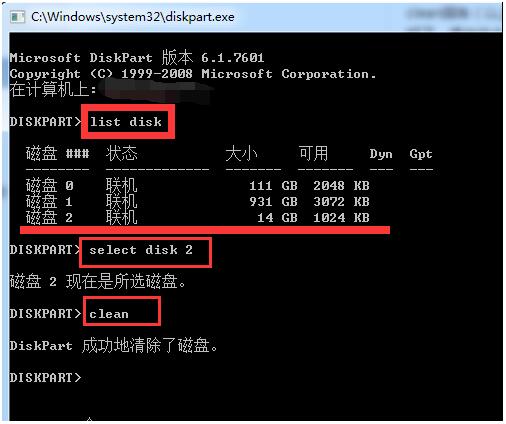 C:\Windows\system32\diskpart.exe
Microsoft DiskPart 版本 6.1.7601
Copyright (C) 1999-2008 Microsoft Corporation.
在计算机上:
DISKPART> list disk
磁盘 ### 状态 大小 可用 Dyn Gpt
-------- ------------- ------- ------- --- ---
磁盘 0 联机 111 GB 2048 KB
磁盘 1 联机 931 GB 3072 KB
磁盘 2 联机 14 GB 1024 KB
DISKPART> select disk 2
磁盘 2 现在是所选磁盘。
DISKPART> clean
DiskPart 成功地清除了磁盘。
DISKPART>